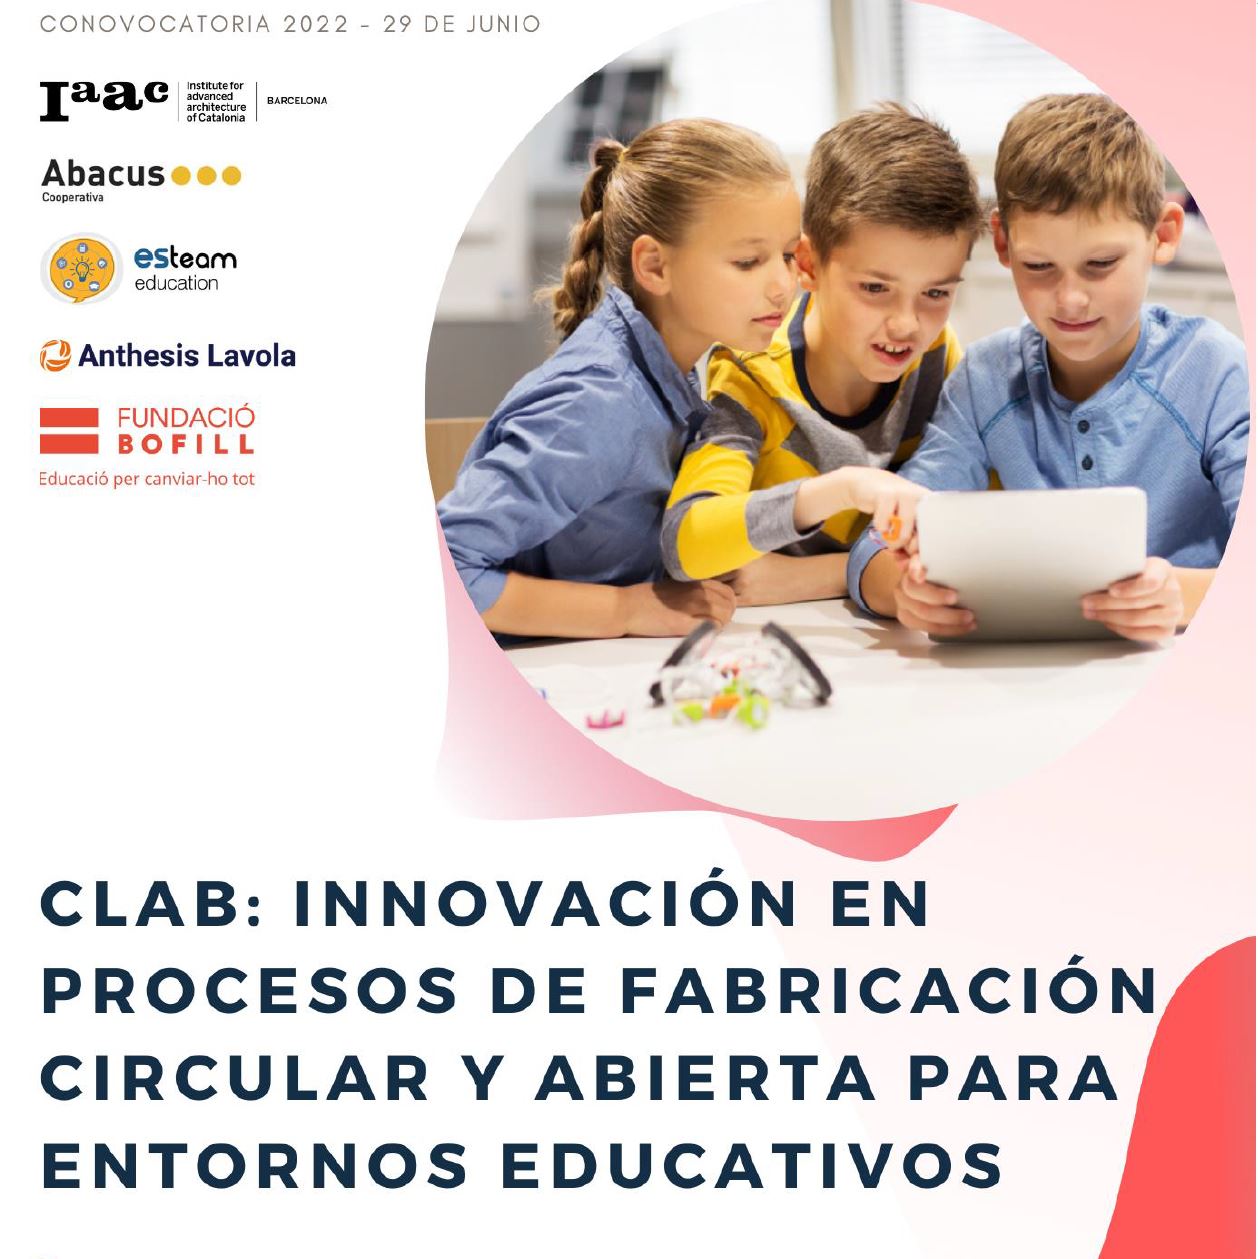 CONOVOCATORIA 2022 - 29 DE JUNIO
Iaac
Institute for
advanced
architecture
of Catalonia
BARCELONA
Abacus
Cooperativa
esteam
education
Anthesis Lavola
FUNDACIÓ
BOFILL
Educació per canviar-ho tot
CLAB: INNOVACIÓN EN
PROCESOS DE FABRICACIÓN
CIRCULAR Y ABIERTA PARA
ENTORNOS EDUCATIVOS